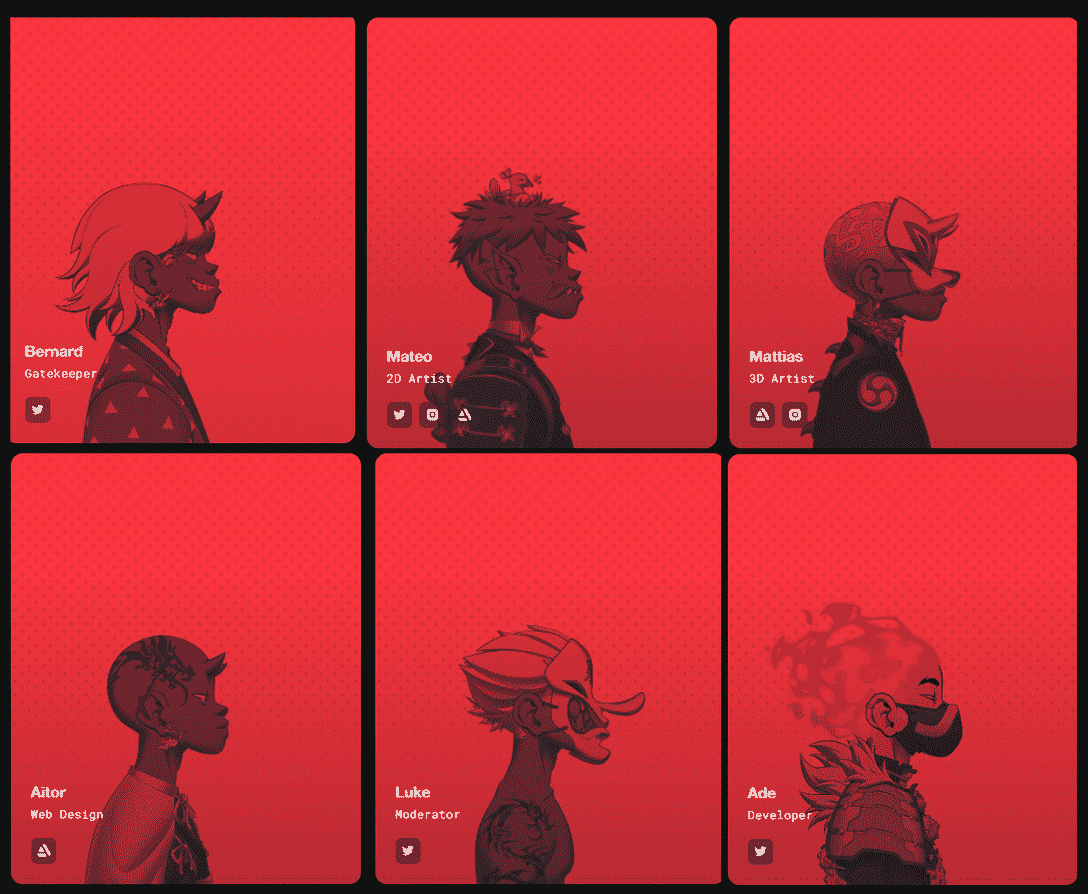 Bernard
Gatekeeper
Mateo
2D Artist
Mattias
3D Artist
Aitor
Web Design
Luke
Moderator
Ade
Developer